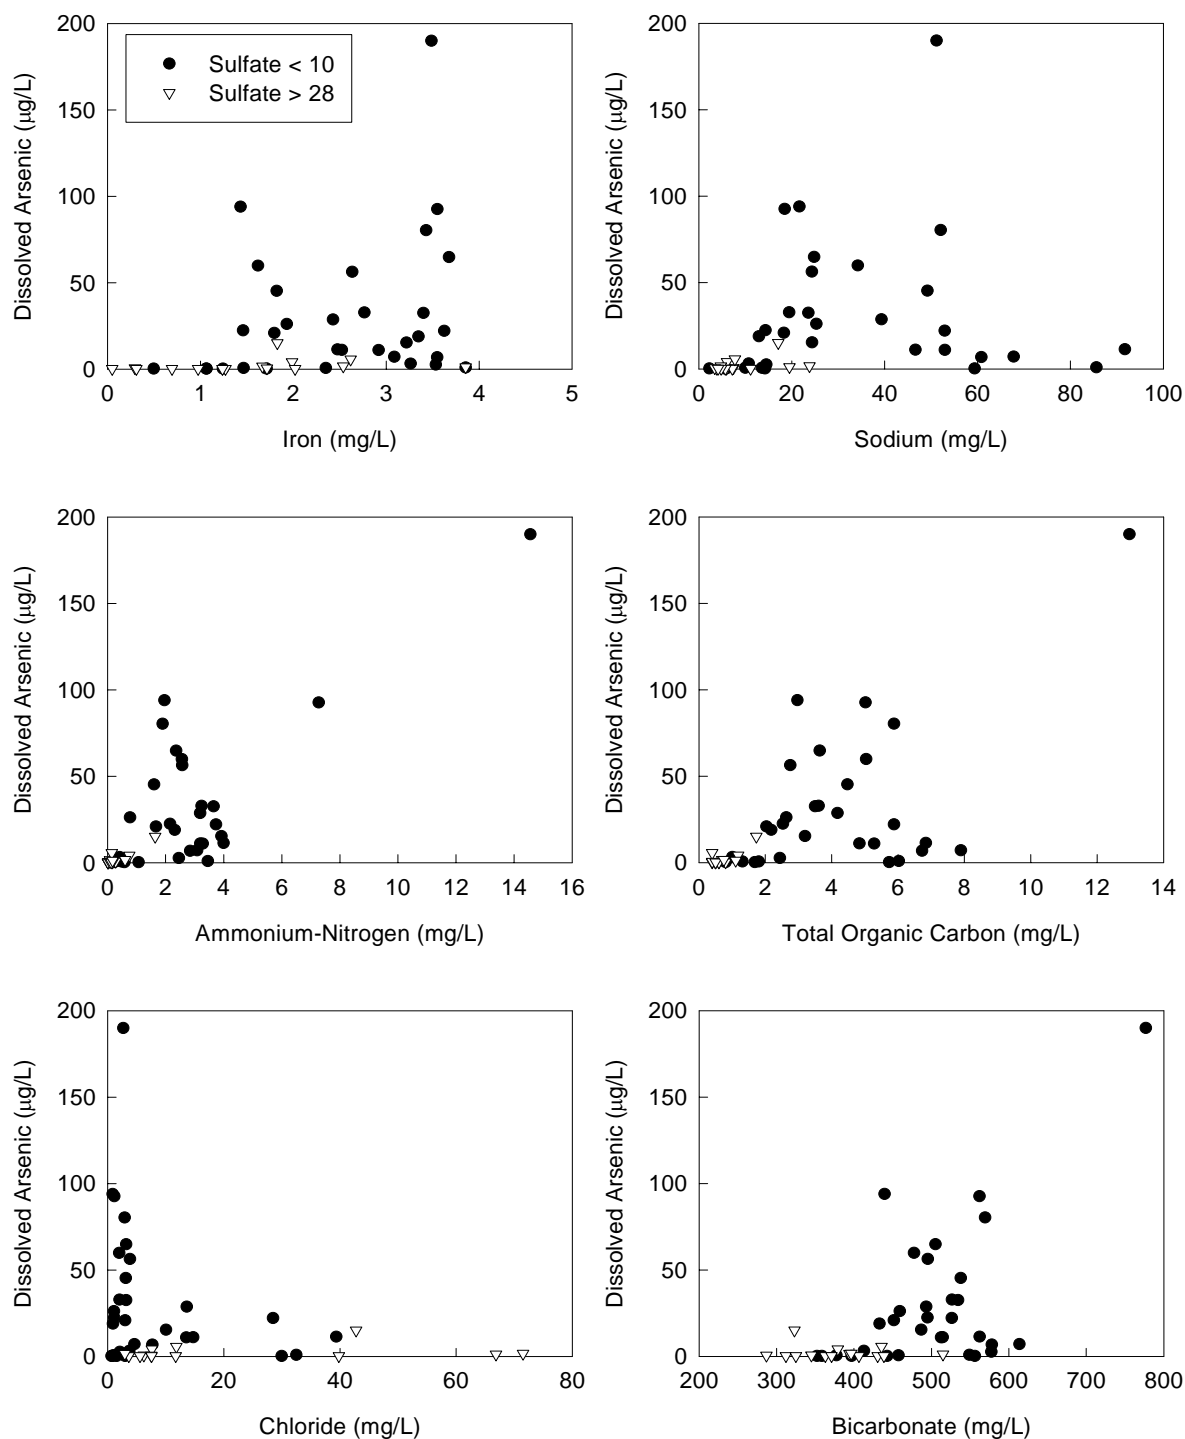 200
150
100
50
0
Dissolved Arsenic (µg/L)
Sulfate < 10
Sulfate > 28
0 1 2 3 4 5
Iron (mg/L)
200
150
100
50
0
Dissolved Arsenic (µg/L)
0 20 40 60 80 100
Sodium (mg/L)
200
150
100
50
0
Dissolved Arsenic (µg/L)
0 2 4 6 8 10 12 14 16
Ammonium-Nitrogen (mg/L)
200
150
100
50
0
Dissolved Arsenic (µg/L)
0 2 4 6 8 10 12 14
Total Organic Carbon (mg/L)
200
150
100
50
0
Dissolved Arsenic (µg/L)
0 20 40 60 80
Chloride (mg/L)
200
150
100
50
0
Dissolved Arsenic (µg/L)
200 300 400 500 600 700 800
Bicarbonate (mg/L)